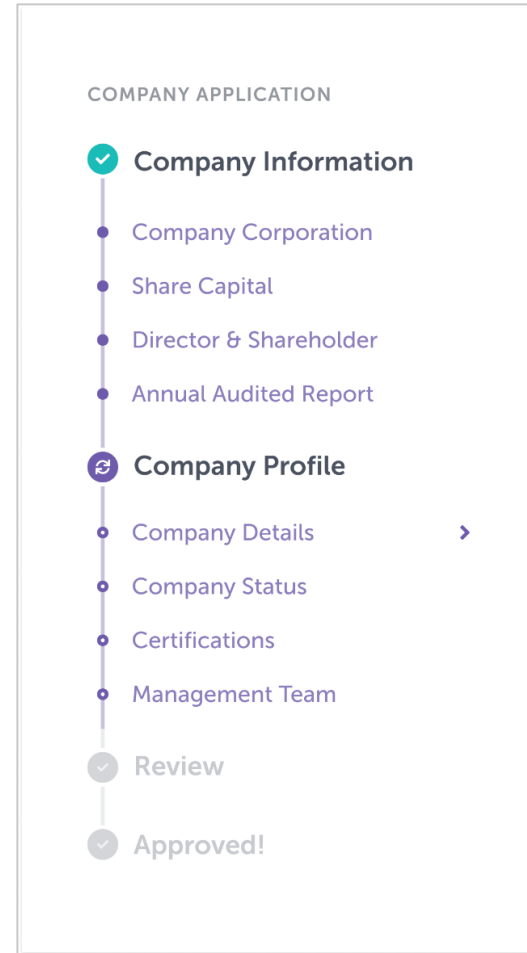 COMPANY APPLICATION
Company Information
Company Corporation
Share Capital
Director & Shareholder
Annual Audited Report
Company Profile
Company Details
Company Status
Certifications
Management Team
Review
Approved!